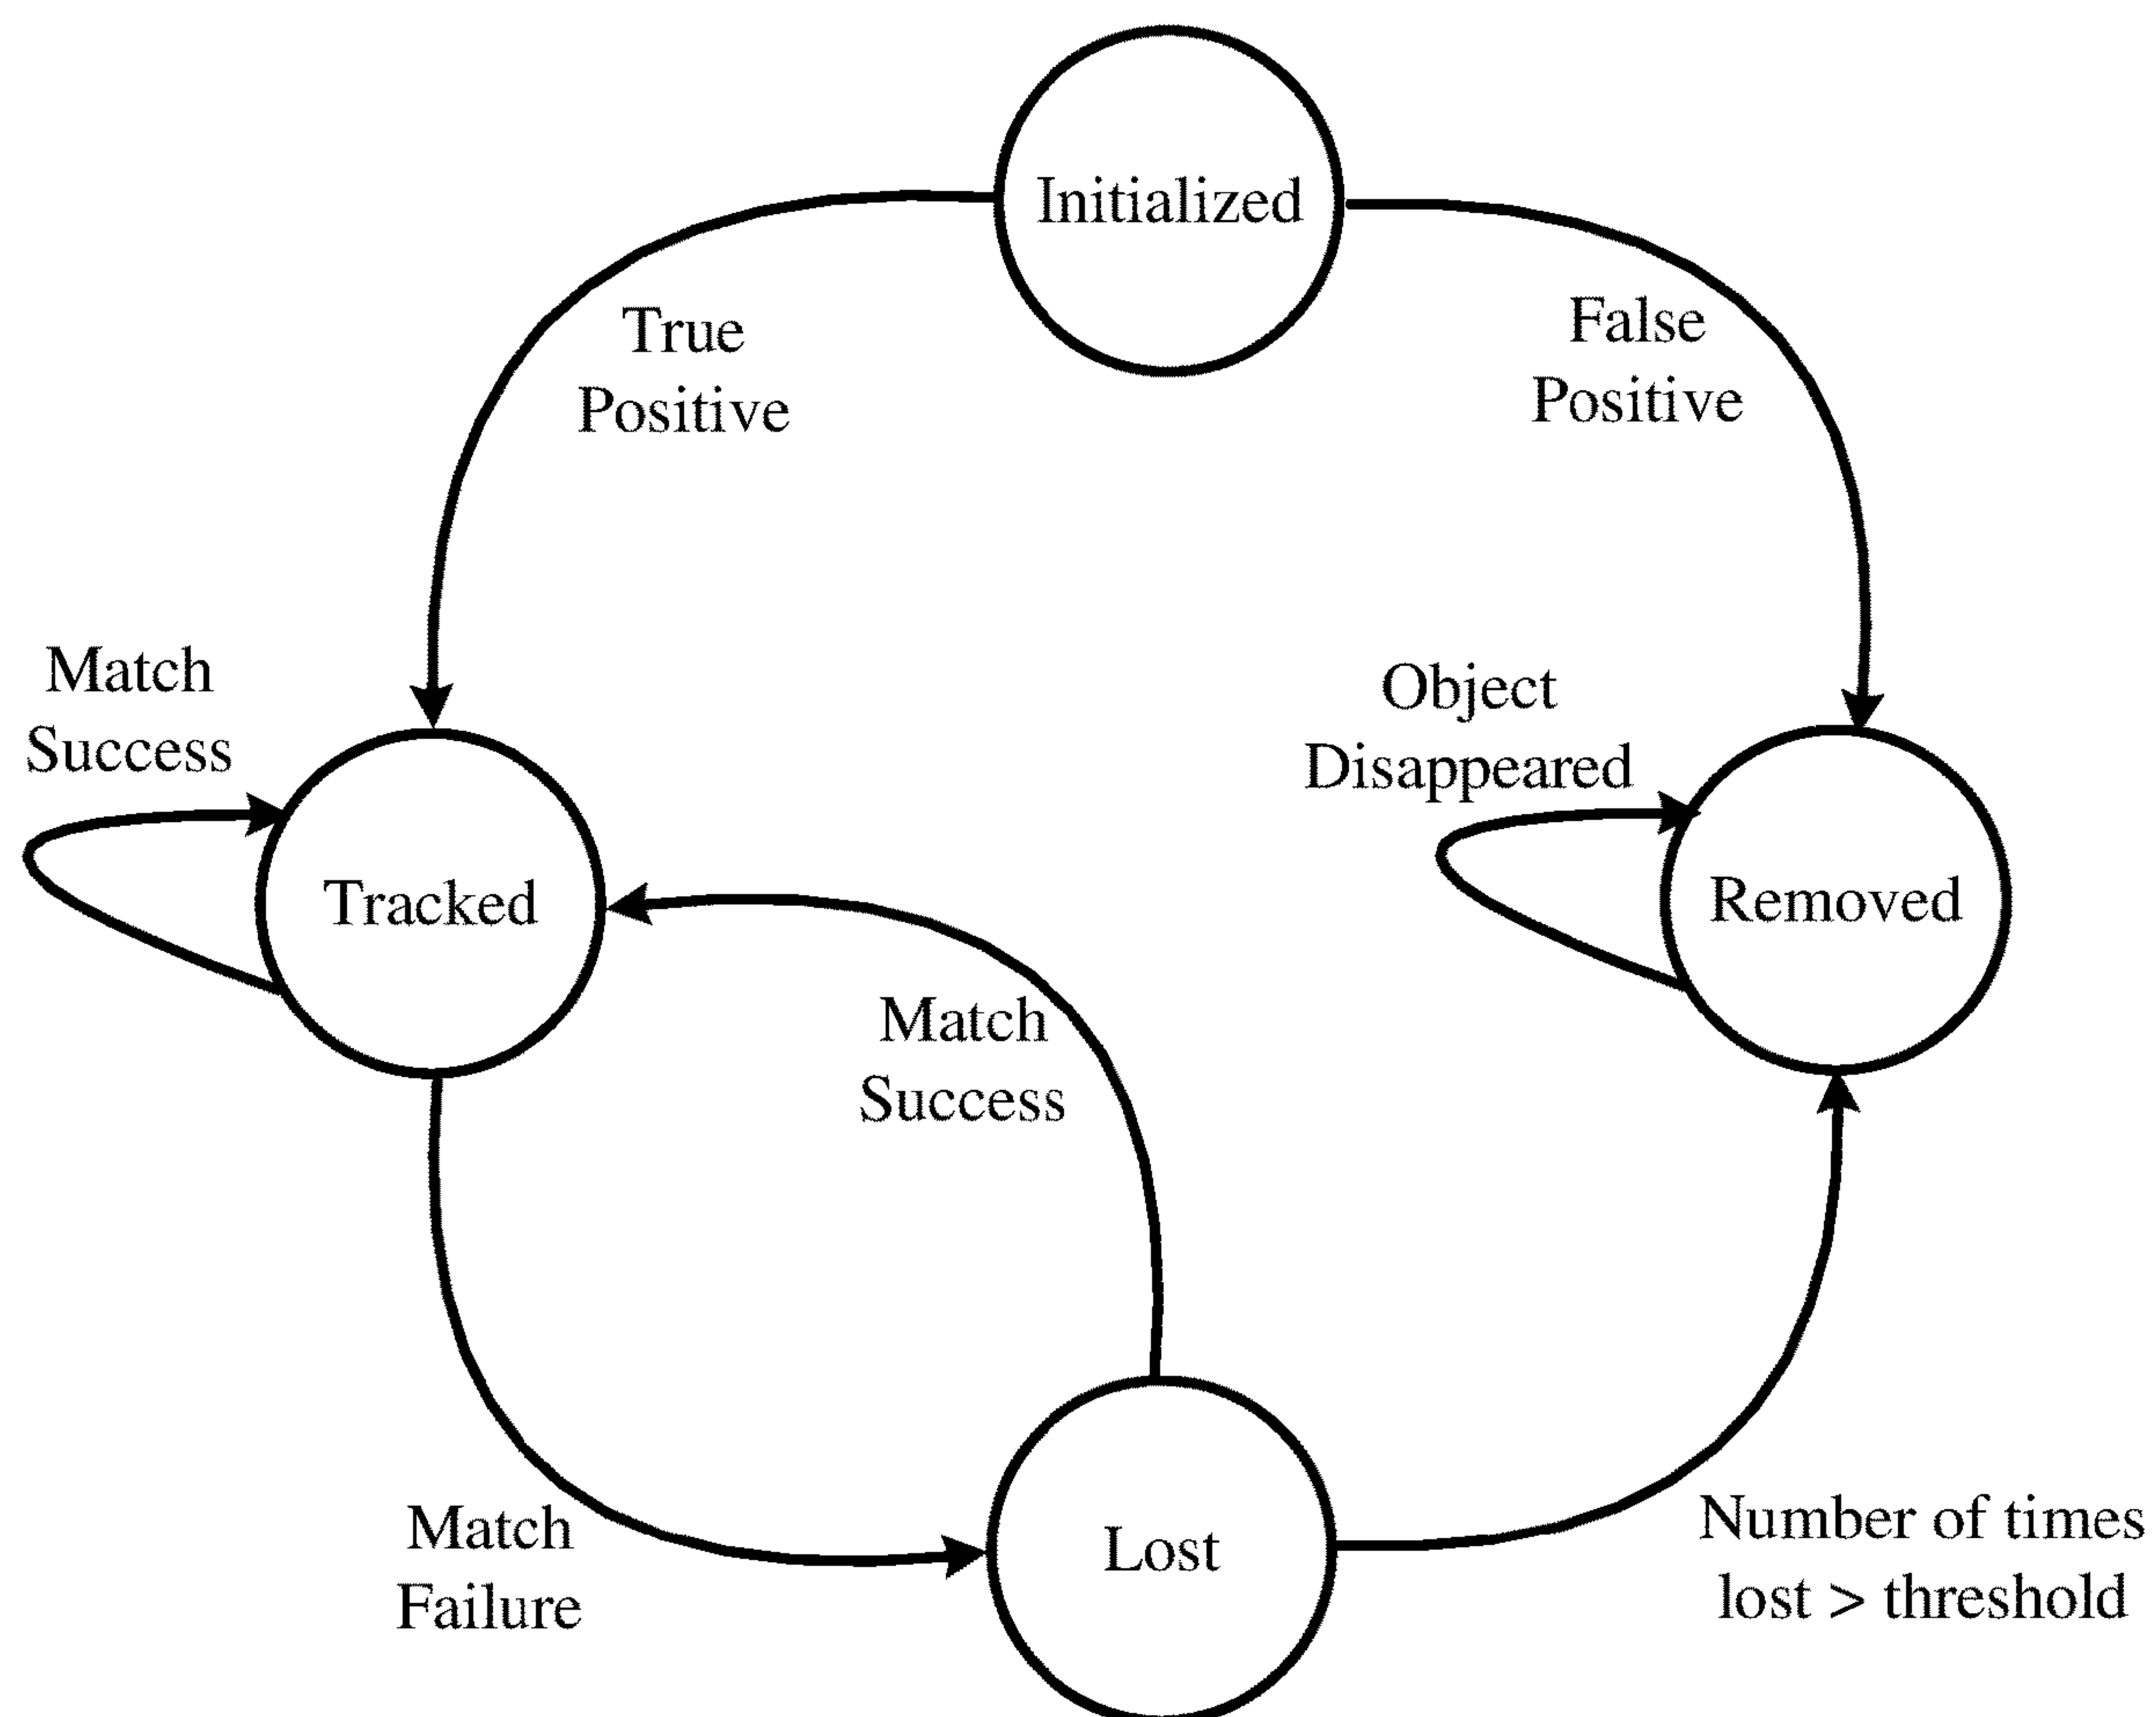 Initialized
True
Positive
False
Positive
Match
Success
Object
Disappeared
Tracked
Removed
Match
Success
Match
Failure
Lost
Number of times
lost > threshold